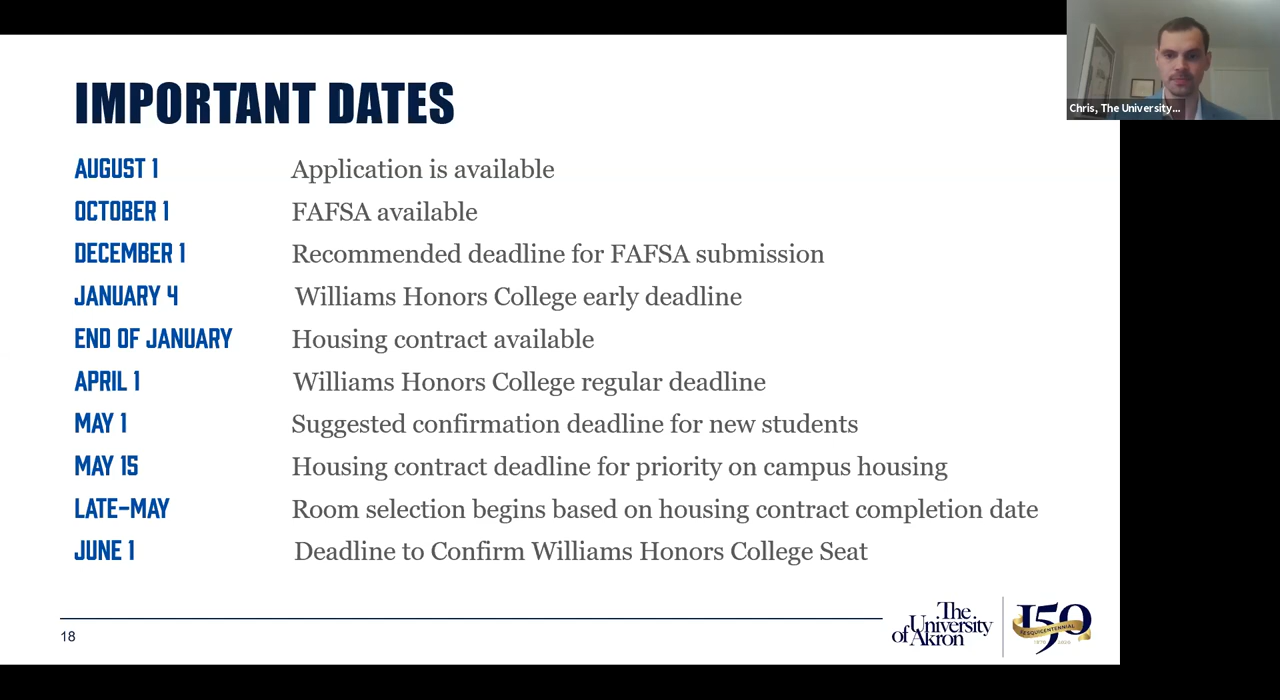 IMPORTANT DATES
AUGUST 1 Application is available
OCTOBER 1 FAFSA available
DECEMBER 1 Recommended deadline for FAFSA submission
JANUARY 4 Williams Honors College early deadline
END OF JANUARY Housing contract available
APRIL 1 Williams Honors College regular deadline
MAY 1 Suggested confirmation deadline for new students
MAY 15 Housing contract deadline for priority on campus housing
LATE-MAY Room selection begins based on housing contract completion date
JUNE 1 Deadline to Confirm Williams Honors College Seat
18
The
University
of Akron
150
SESQUICENTENNIAL
Chris, The University...